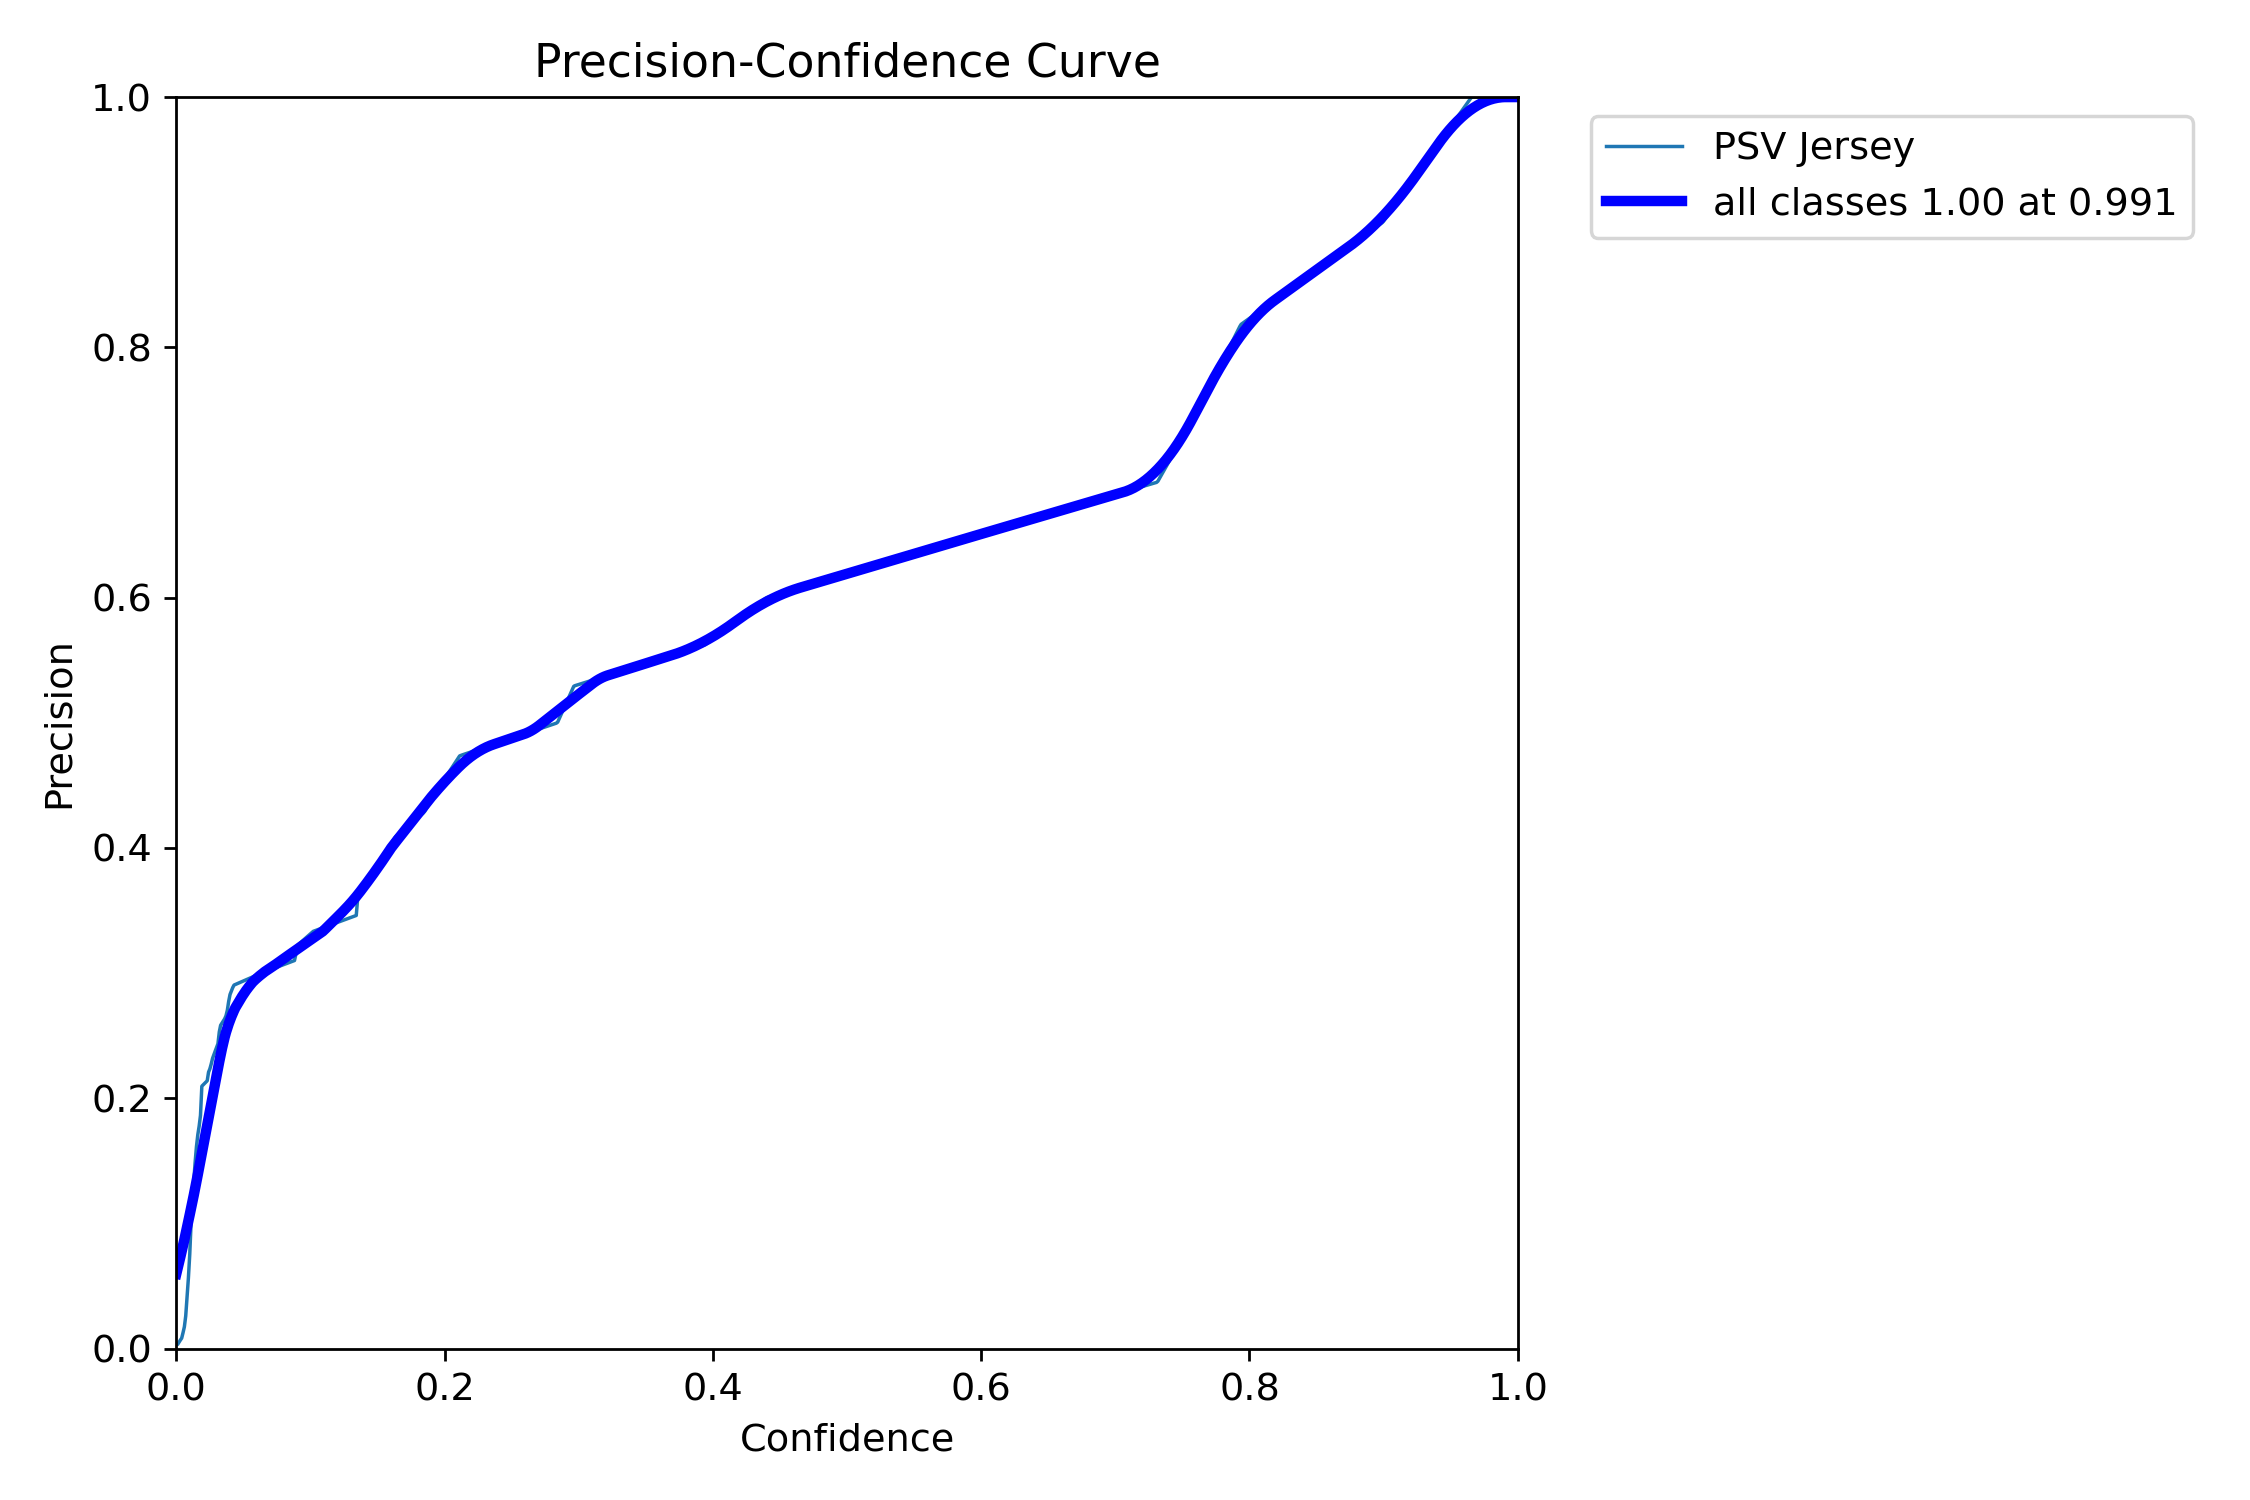 Precision-Confidence Curve
1.0
0.8
0.6
0.4
0.2
0.0
Precision
0.0 0.2 0.4 0.6 0.8 1.0
Confidence
PSV Jersey
all classes 1.00 at 0.991